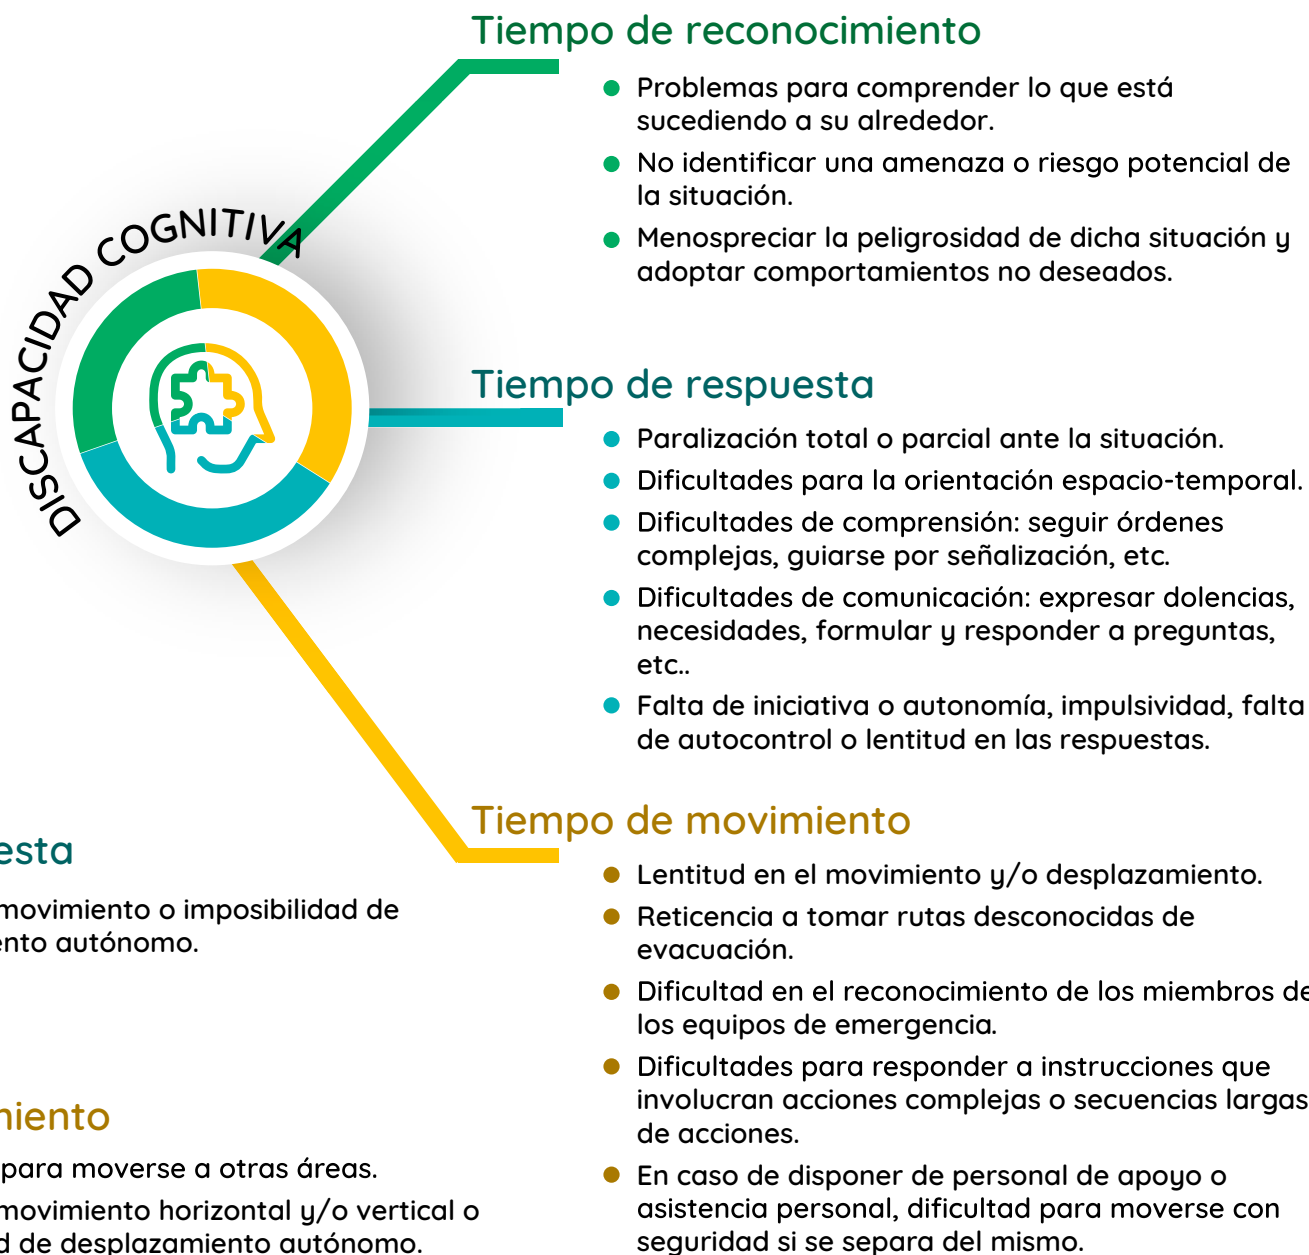 Tiempo de reconocimiento
Problemas para comprender lo que está
sucediendo a su alrededor.
No identificar una amenaza o riesgo potencial de
la situación.
Menospreciar la peligrosidad de dicha situación y
adoptar comportamientos no deseados.
DISCAPACIDAD COGNITIVA
Tiempo de respuesta
Paralización total o parcial ante la situación.
Dificultades para la orientación espacio-temporal.
Dificultades de comprensión: seguir órdenes
complejas, guiarse por señalización, etc.
Dificultades de comunicación: expresar dolencias,
necesidades, formular y responder a preguntas,
etc..
Falta de iniciativa o autonomía, impulsividad, falta
de autocontrol o lentitud en las respuestas.
Tiempo de movimiento
Lentitud en el movimiento y/o desplazamiento.
Reticencia a tomar rutas desconocidas de
evacuación.
Dificultad en el reconocimiento de los miembros de
los equipos de emergencia.
Dificultades para responder a instrucciones que
involucran acciones complejas o secuencias largas
de acciones.
En caso de disponer de personal de apoyo o
asistencia personal, dificultad para moverse con
seguridad si se separa del mismo.
esta
movimiento o imposibilidad de
ento autónomo.
niento
para moverse a otras áreas.
movimiento horizontal y/o vertical o
d de desplazamiento autónomo.